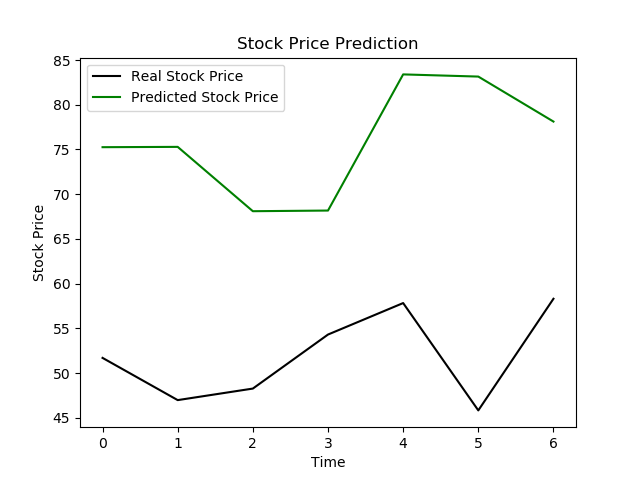 Stock Price Prediction
Real Stock Price
Predicted Stock Price
Stock Price
85
80
75
70
65
60
55
50
45
0 1 2 3 4 5 6
Time